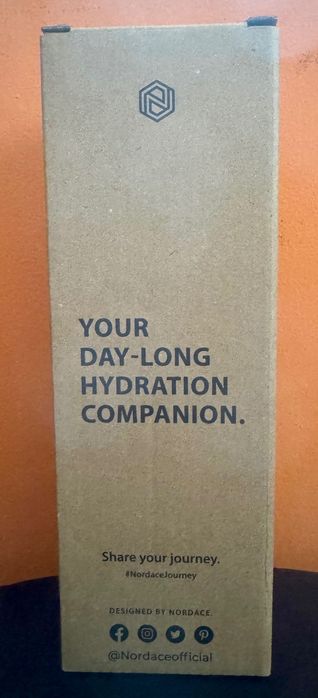 YOUR
DAY-LONG
HYDRATION
COMPANION.
Share your journey.
#NordaceJourney
DESIGNED BY NORDACE.
@Nordaceofficial